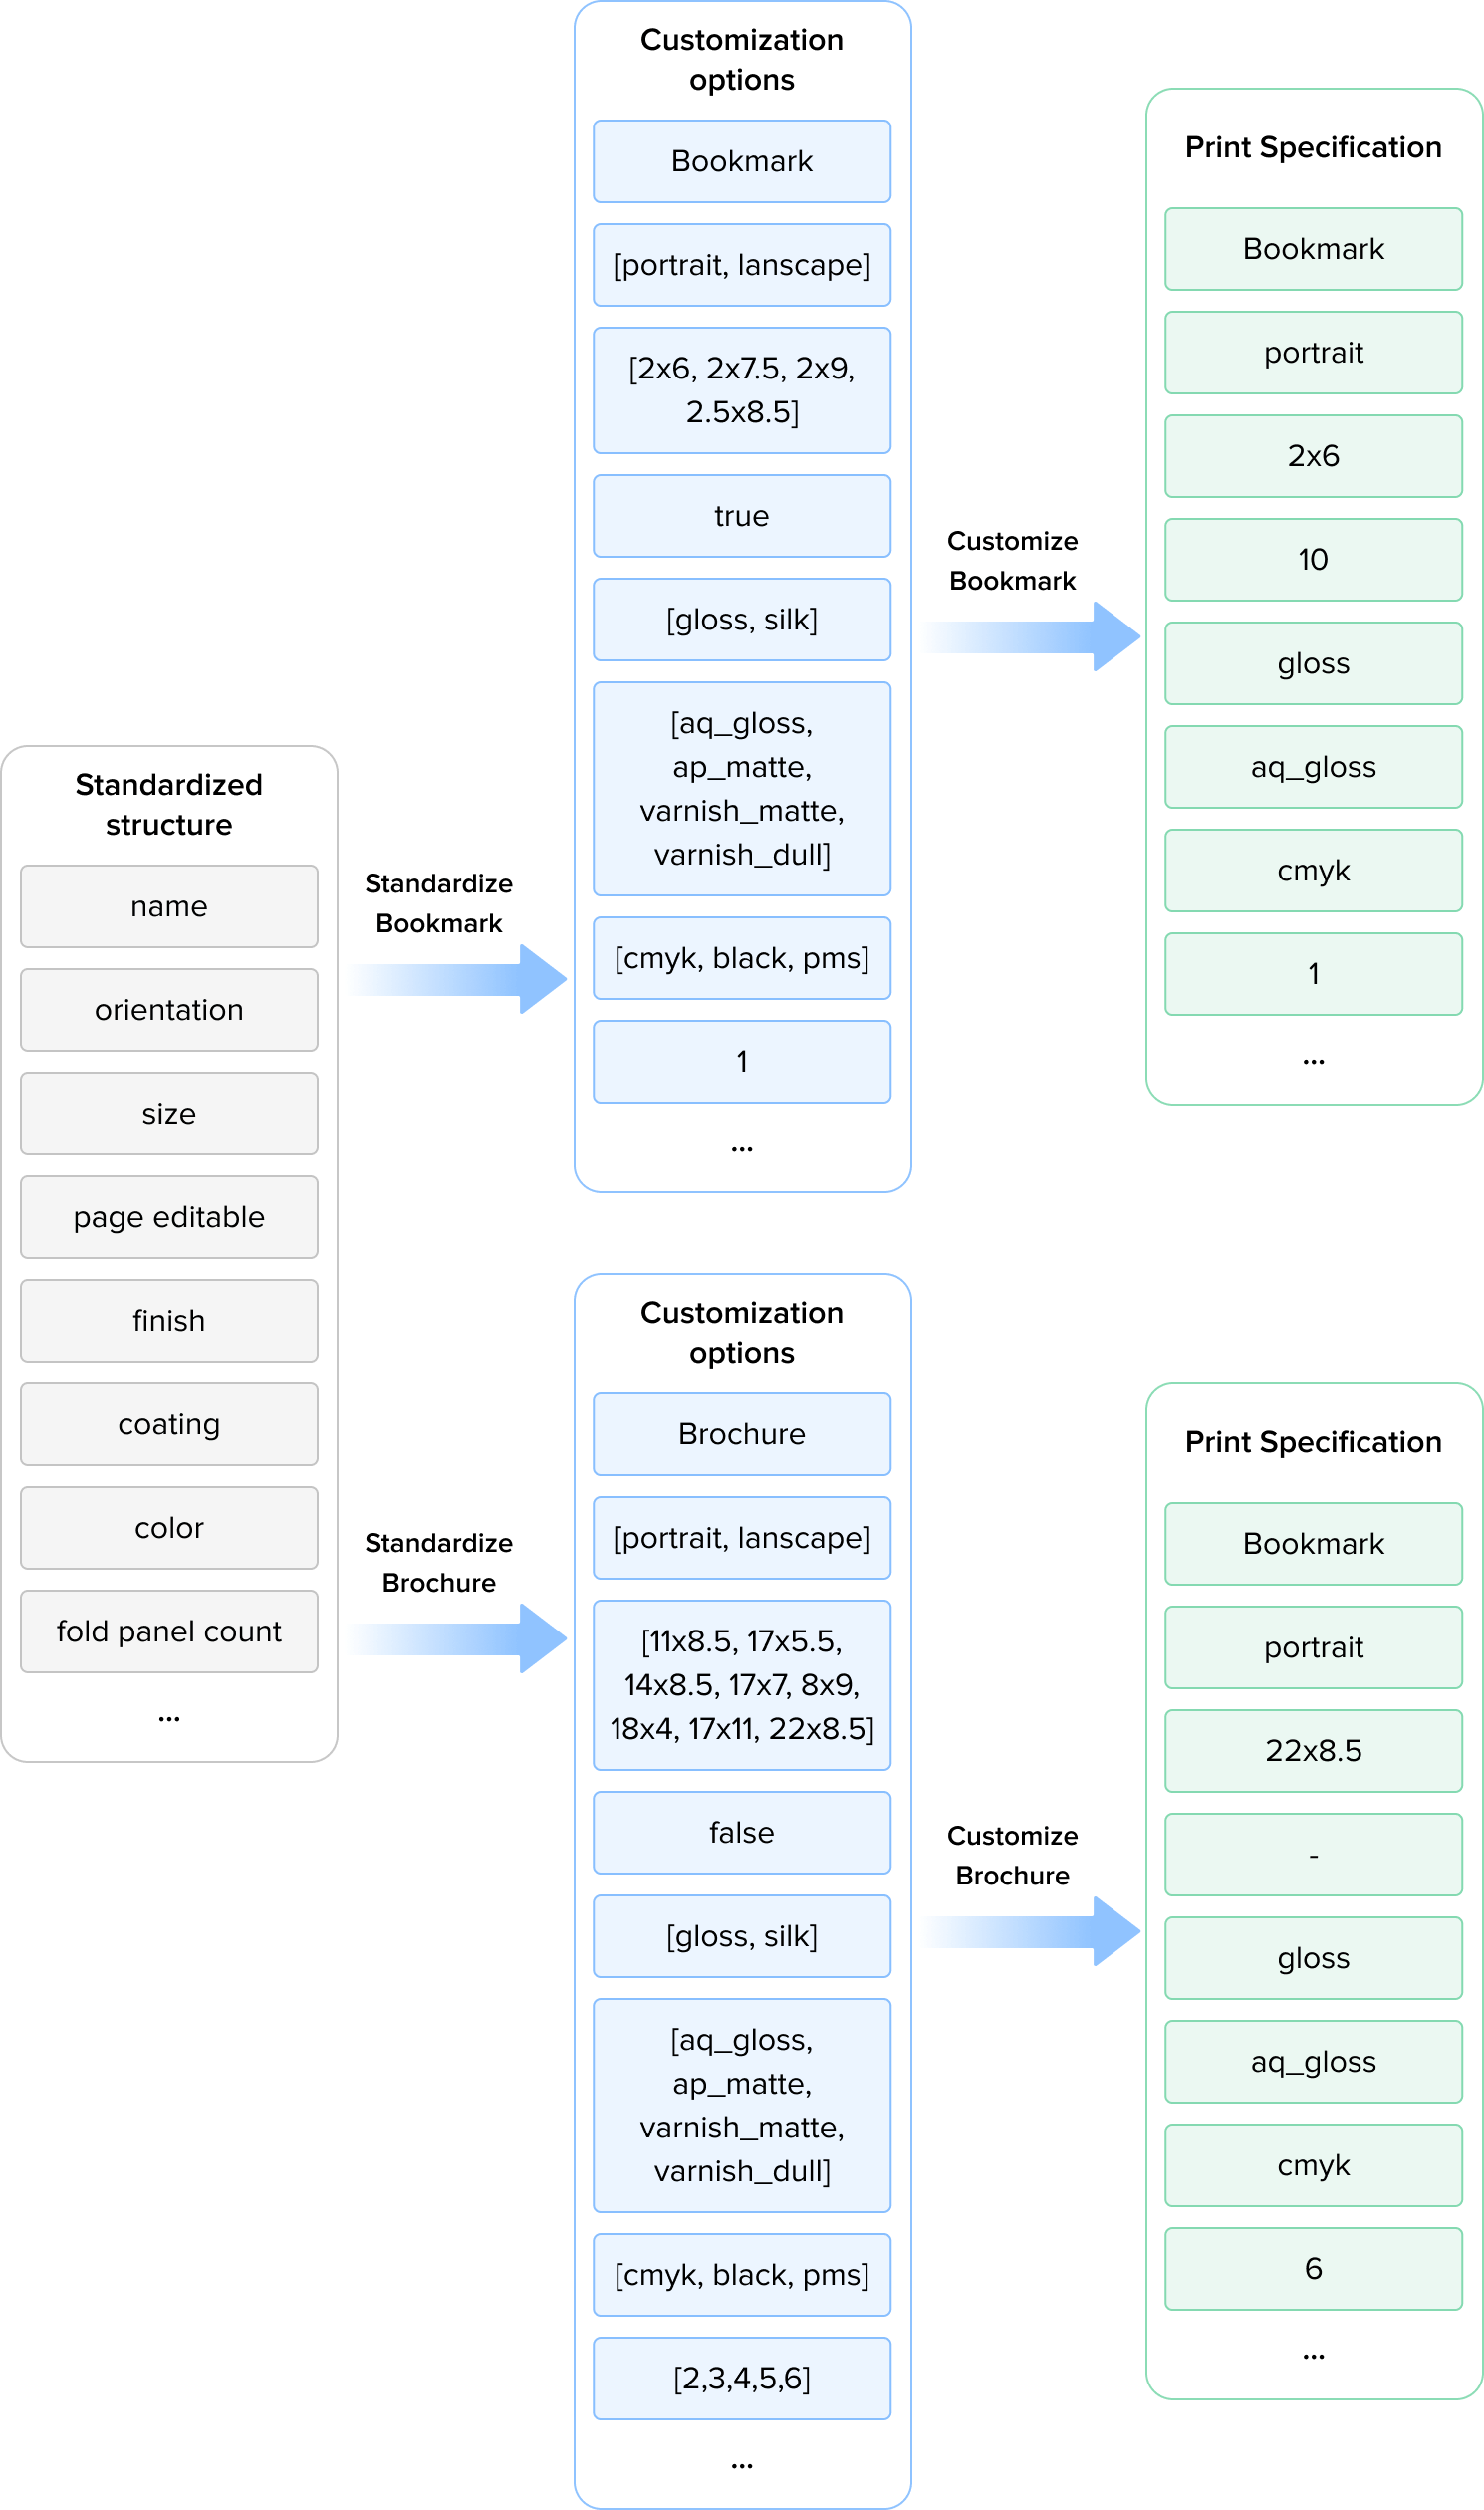 Standardized
structure
name
orientation
size
page editable
finish
coating
color
fold panel count
...
Standardize
Bookmark
Customization
options
Bookmark
[portrait, lanscape]
[2x6, 2x7.5, 2x9,
2.5x8.5]
true
[gloss, silk]
[aq_gloss,
ap_matte,
varnish_matte,
varnish_dull]
[cmyk, black, pms]
1
...
Customize
Bookmark
Print Specification
Bookmark
portrait
2x6
10
gloss
aq_gloss
cmyk
1
...
Standardize
Brochure
Customization
options
Brochure
[portrait, lanscape]
[11x8.5, 17x5.5,
14x8.5, 17x7, 8x9,
18x4, 17x11, 22x8.5]
false
[gloss, silk]
[aq_gloss,
ap_matte,
varnish_matte,
varnish_dull]
[cmyk, black, pms]
[2,3,4,5,6]
...
Customize
Brochure
Print Specification
Bookmark
portrait
22x8.5
-
gloss
aq_gloss
cmyk
6
...